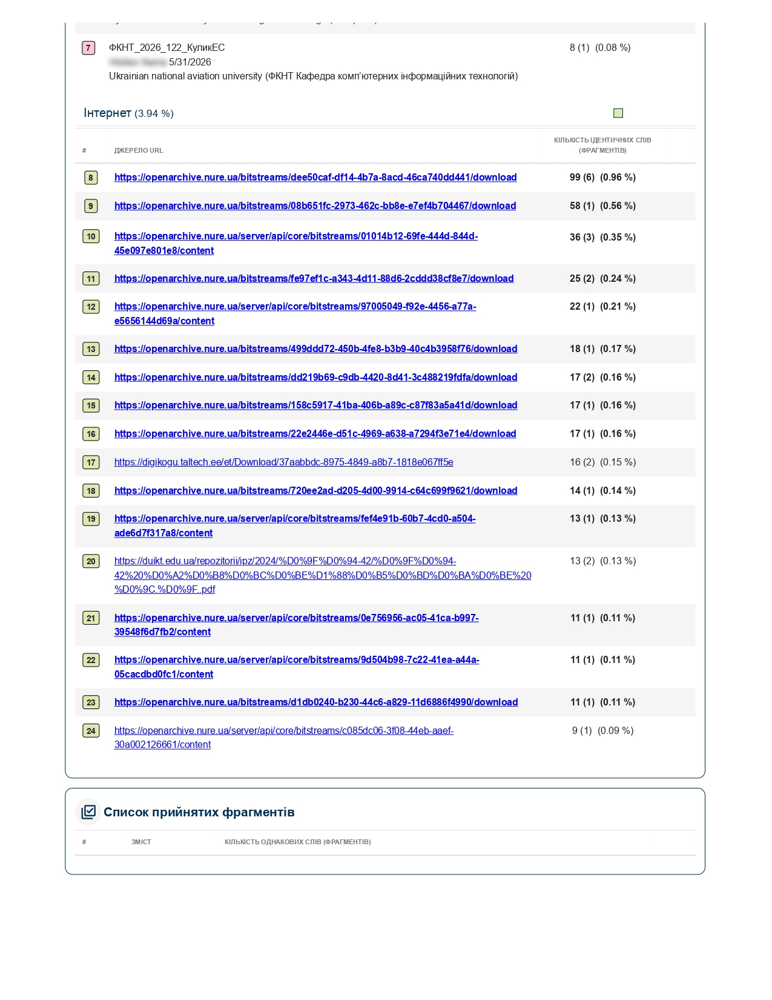 7
ФКНТ_2026_122_КуликЕС
8 (1) (0.08 %)
5/31/2026
Ukrainian national aviation university (ФКНТ Кафедра комп’ютерних інформаційних технологій)
Інтернет (3.94 %)
# ДЖЕРЕЛО URL
КІЛЬКІСТЬ ІДЕНТИЧНИХ СЛІВ
(ФРАГМЕНТІВ)
8 https://openarchive.nure.ua/bitstreams/dee50caf-df14-4b7a-8acd-46ca740dd441/download 99 (6) (0.96 %)
9 https://openarchive.nure.ua/bitstreams/08b651fc-2973-462c-bb8e-e7ef4b704467/download 58 (1) (0.56 %)
10 https://openarchive.nure.ua/server/api/core/bitstreams/01014b12-69fe-444d-844d- 36 (3) (0.35 %)
45e097e801e8/content
11 https://openarchive.nure.ua/bitstreams/fe97ef1c-a343-4d11-88d6-2cddd38cf8e7/download 25 (2) (0.24 %)
12 https://openarchive.nure.ua/server/api/core/bitstreams/97005049-f92e-4456-a77a- 22 (1) (0.21 %)
e5656144d69a/content
13 https://openarchive.nure.ua/bitstreams/499ddd72-450b-4fe8-b3b9-40c4b3958f76/download 18 (1) (0.17 %)
14 https://openarchive.nure.ua/bitstreams/dd219b69-c9db-4420-8d41-3c488219fdfa/download 17 (2) (0.16 %)
15 https://openarchive.nure.ua/bitstreams/158c5917-41ba-406b-a89c-c87f83a5a41d/download 17 (1) (0.16 %)
16 https://openarchive.nure.ua/bitstreams/22e2446e-d51c-4969-a638-a7294f3e71e4/download 17 (1) (0.16 %)
17 https://digikogu.taltech.ee/et/Download/37aabbdc-8975-4849-a8b7-1818e067ff5e 16 (2) (0.15 %)
18 https://openarchive.nure.ua/bitstreams/720ee2ad-d205-4d00-9914-c64c699f9621/download 14 (1) (0.14 %)
19 https://openarchive.nure.ua/server/api/core/bitstreams/fef4e91b-60b7-4cd0-a504- 13 (1) (0.13 %)
ade6d7f317a8/content
20 https://duikt.edu.ua/repozitorii/ipz/2024/%D0%9F%D0%94-42/%D0%9F%D0%94- 13 (2) (0.13 %)
42%20%D0%A2%D0%B8%D0%BC%D0%BE%D1%88%D0%B5%D0%BD%D0%BA%D0%BE%20
%D0%9C.%D0%9F..pdf
21 https://openarchive.nure.ua/server/api/core/bitstreams/0e756956-ac05-41ca-b997- 11 (1) (0.11 %)
39548f6d7fb2/content
22 https://openarchive.nure.ua/server/api/core/bitstreams/9d504b98-7c22-41ea-a44a- 11 (1) (0.11 %)
05cacdbd0fc1/content
23 https://openarchive.nure.ua/bitstreams/d1db0240-b230-44c6-a829-11d6886f4990/download 11 (1) (0.11 %)
24 https://openarchive.nure.ua/server/api/core/bitstreams/c085dc06-3f08-44eb-aaef- 9 (1) (0.09 %)
30a002126661/content
Список прийнятих фрагментів
# ЗМІСТ КІЛЬКІСТЬ ОДНАКОВИХ СЛІВ (ФРАГМЕНТІВ)